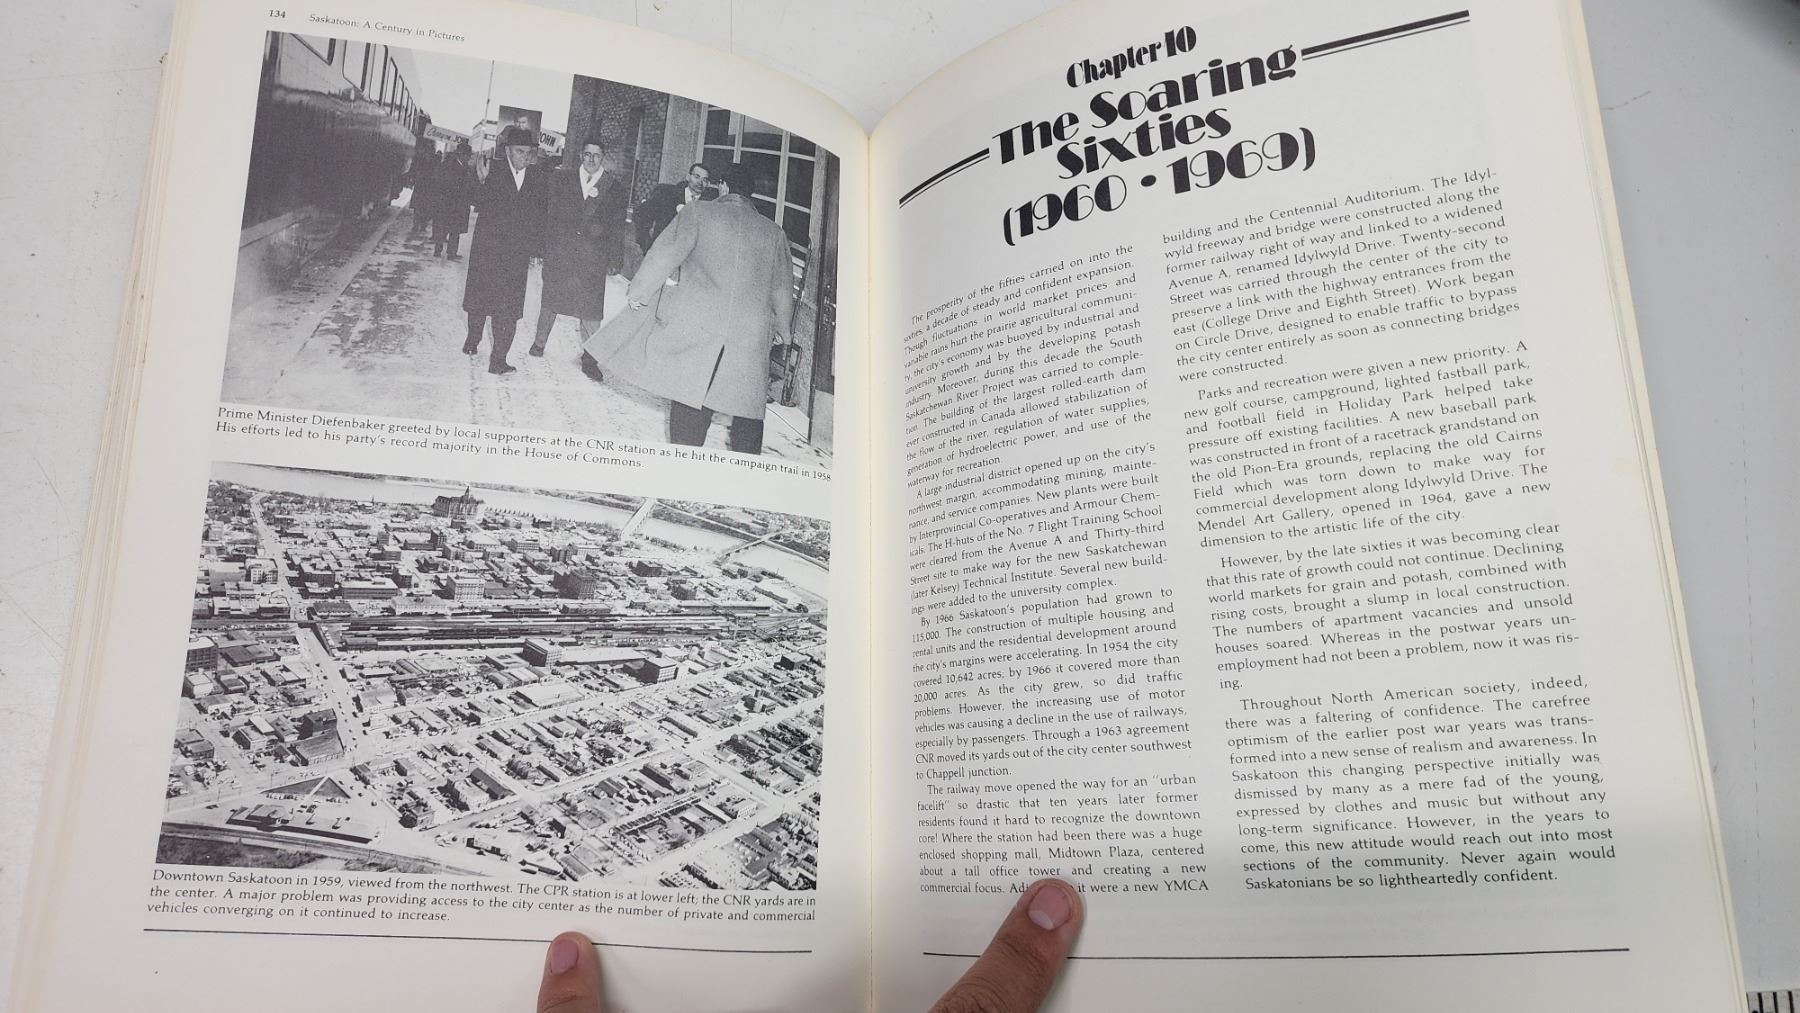 134 Saskatoon: A Century in Pictures
JOHN
Prime Minister Diefenbaker greeted by local supporters at the CNR station as he hit the campaign trail in 1958
His efforts led to his party's record majority in the House of Commons.
Downtown Saskatoon in 1959, viewed from the northwest. The CPR station is at lower left; the CNR yards are in
the center. A major problem was providing access to the city center as the number of private and commercial
vehicles converging on it continued to increase.
Chapter 10
The Soaring
Sixties
(1960 • 1969)
The prosperity of the fifties carried on into the
sixties, a decade of steady and confident expansion.
Though fluctuations in world market prices and
rains hurt the prairie agricultural communi-
ty, the city's economy was buoyed by industrial and
university growth and by the developing potash
industry. Moreover, during this decade the South
Saskatchewan River Project was carried to comple-
tion. The building of the largest rolled-earth dam
ever constructed in Canada allowed stabilization of
the flow of the river, regulation of water supplies,
generation of hydroelectric power, and use of the
waterway for recreation.
A large industrial district opened up on the city's
northwest margin, accommodating mining, mainte-
nance, and service companies. New plants were built
by Interprovincial Co-operatives and Armour Chem-
icals. The H-huts of the No. 7 Flight Training School
were cleared from the Avenue A and Thirty-third
Street site to make way for the new Saskatchewan
(later Kelsey) Technical Institute. Several new build-
ings were added to the university complex.
By 1966 Saskatoon's population had grown to
115,000. The construction of multiple housing and
rental units and the residential development around
the city's margins were accelerating. In 1954 the city
covered 10,642 acres; by 1966 it covered more than
20,000 acres. As the city grew, so did traffic
problems. However, the increasing use of motor
vehicles was causing a decline in the use of railways,
especially by passengers. Through a 1963 agreement
CNR moved its yards out of the city center southwest
to Chappell junction.
The railway move opened the way for an "urban
facelift" so drastic that ten years later former
residents found it hard to recognize the downtown
core! Where the station had been there was a huge
enclosed shopping mall, Midtown Plaza, centered
about a tall office tower and creating a new
commercial focus. it were a new YMCA
building and the Centennial Auditorium. The Idyl-
wyld freeway and bridge were constructed along the
former railway right of way and linked to a widened
Avenue A, renamed Idylwyld Drive. Twenty-second
Street was carried through the center of the city to
preserve a link with the highway entrances from the
east (College Drive and Eighth Street). Work began
on Circle Drive, designed to enable traffic to bypass
the city center entirely as soon as connecting bridges
were constructed.
Parks and recreation were given a new priority. A
new golf course, campground, lighted fastball park,
and football field in Holiday Park helped take
pressure off existing facilities. A new baseball park
was constructed in front of a racetrack grandstand on
the old Pion-Era grounds, replacing the old Cairns
Field which was torn down to make way for
commercial development along Idylwyld Drive. The
Mendel Art Gallery, opened in 1964, gave a new
dimension to the artistic life of the city.
However, by the late sixties it was becoming clear
that this rate of growth could not continue. Declining
world markets for grain and potash, combined with
rising costs, brought a slump in local construction.
The numbers of apartment vacancies and unsold
houses soared. Whereas in the postwar years un-
employment had not been a problem, now it was ris-
ing.
Throughout North American society, indeed,
there was a faltering of confidence. The carefree
optimism of the earlier post war years was trans-
formed into a new sense of realism and awareness. In
Saskatoon this changing perspective initially was
dismissed by many as a mere fad of the young,
expressed by clothes and music but without any
long-term significance. However, in the years to
come, this new attitude would reach out into most
sections of the community. Never again would
Saskatonians be so lightheartedly confident.